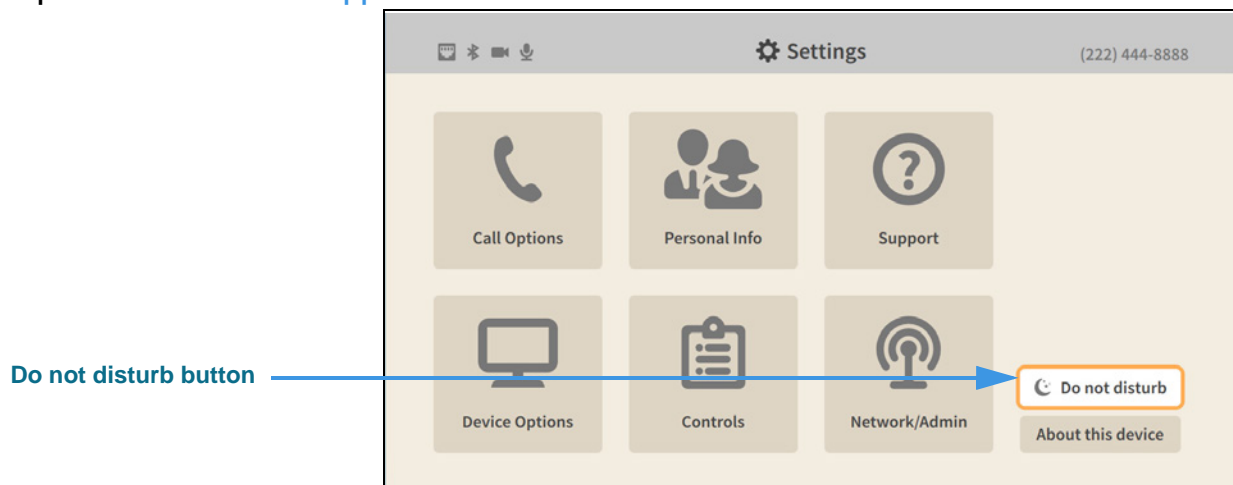 Settings
(222) 444-8888
Call Options
Personal Info
Support
Do not disturb button
Do not disturb
Device Options
Controls
Network/Admin
About this device